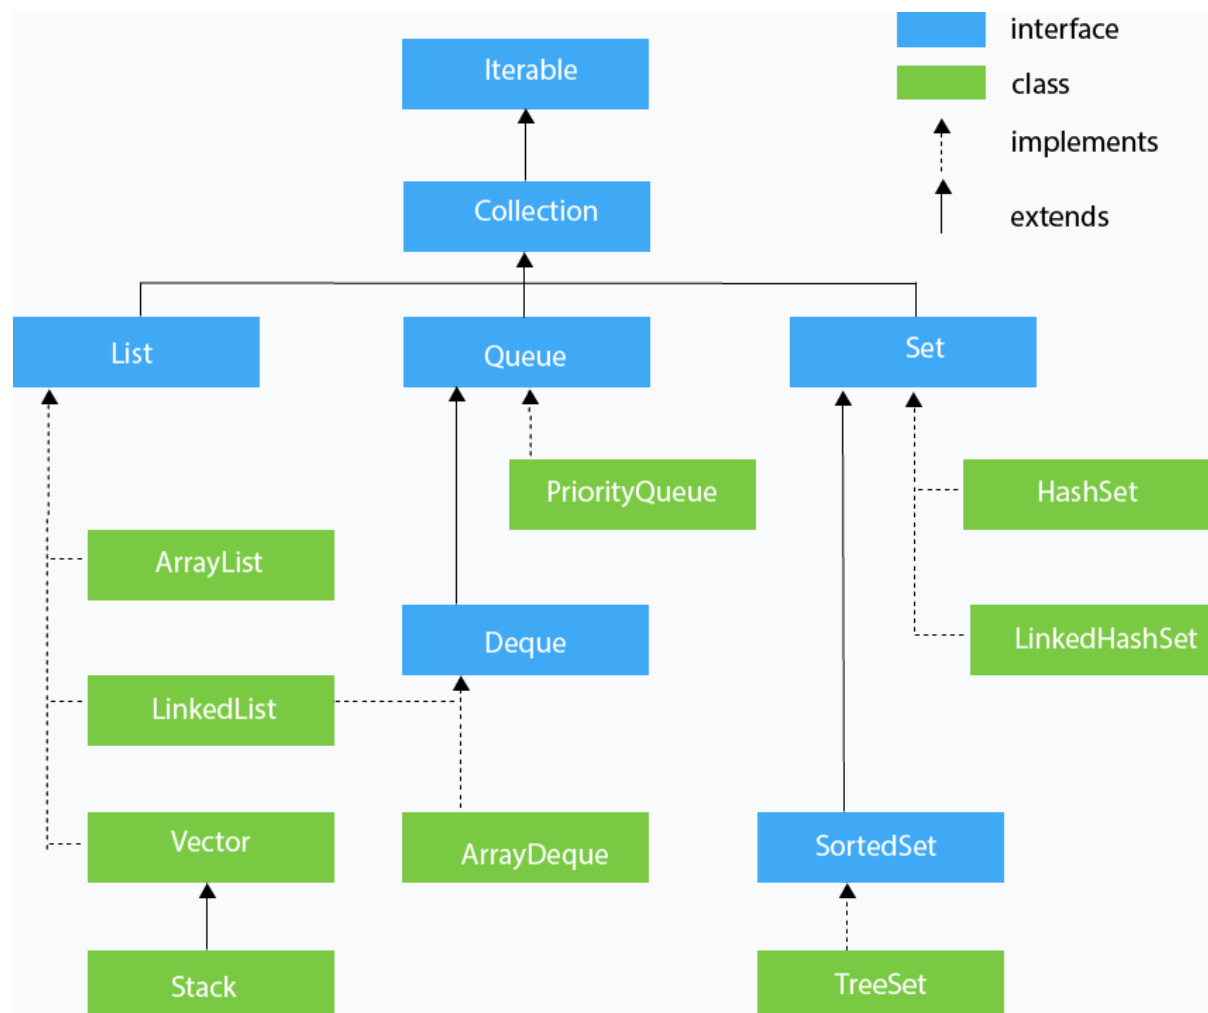 interface
Iterable
class
implements
Collection
extends
List
Queue
Set
PriorityQueue
HashSet
ArrayList
Deque
LinkedHashSet
LinkedList
Vector
ArrayDeque
SortedSet
Stack
TreeSet